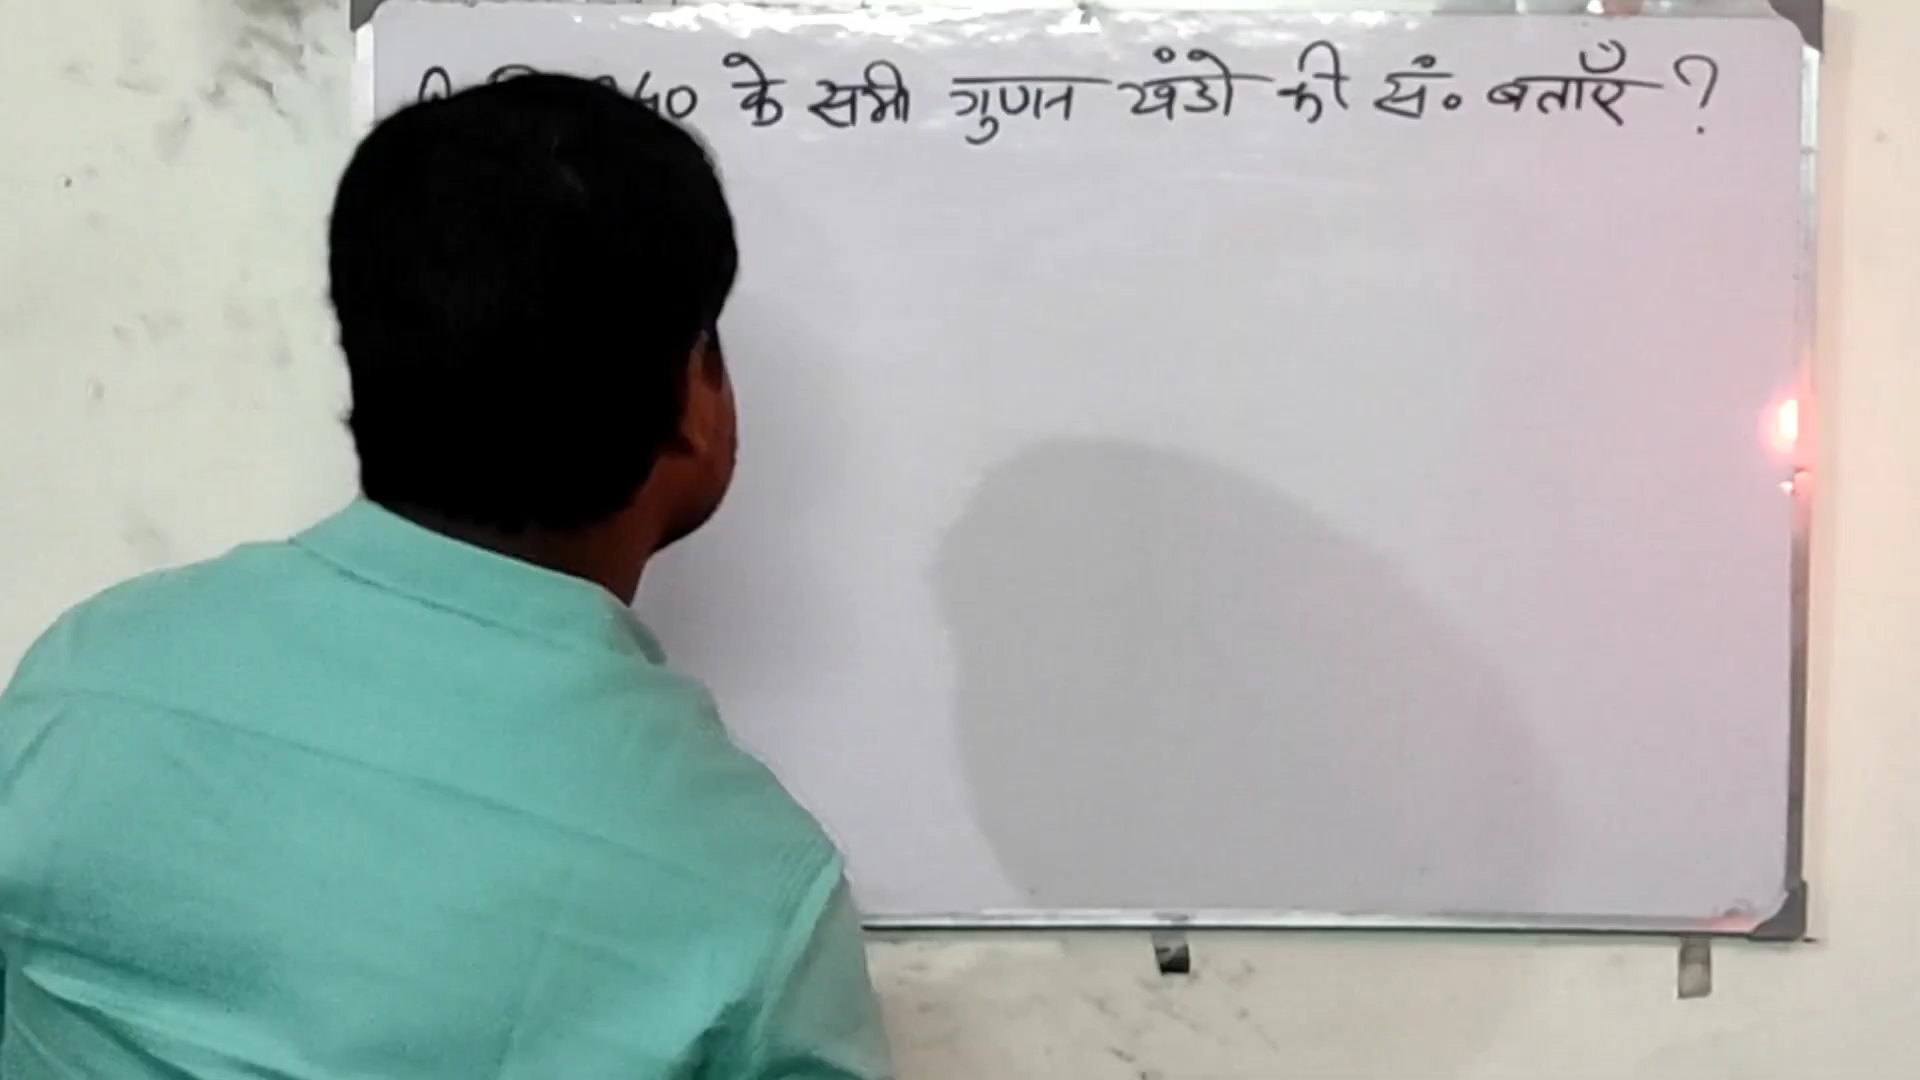 के सभी गुणन खंडो की सं० बताएँ ?